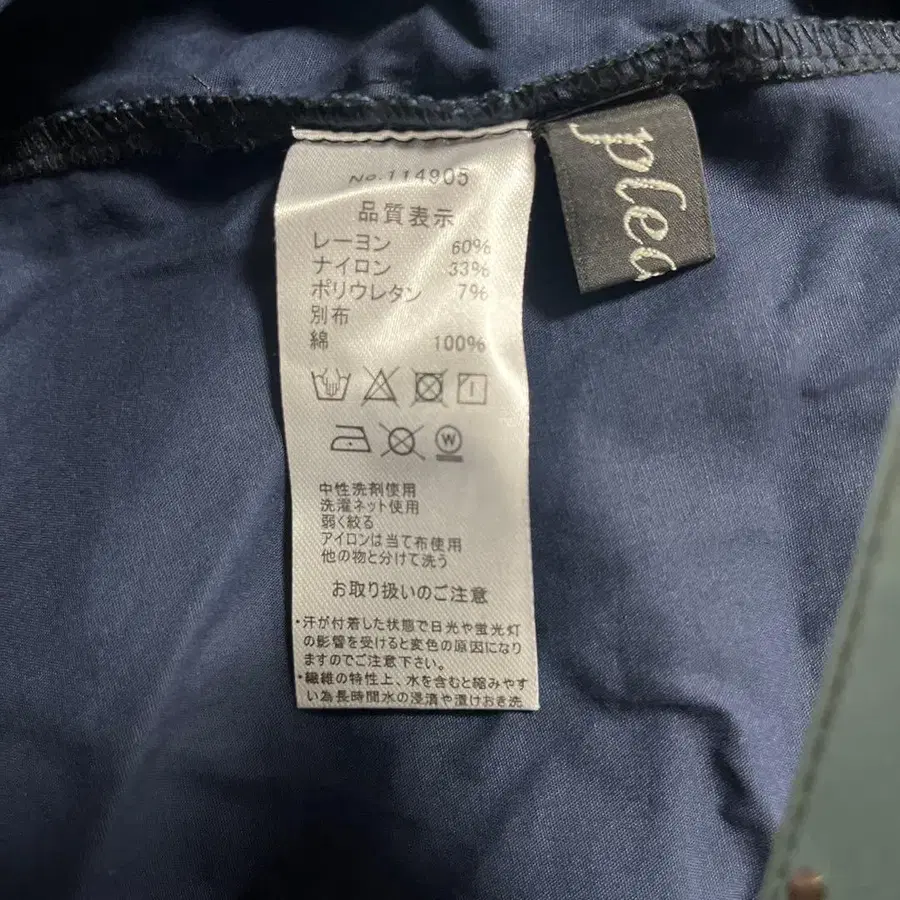 No.114905
品質表示
レーヨン 60%
ナイロン 33%
ポリウレタン 7%
別布
綿 100%
W
中性洗剤使用
洗濯ネット使用
弱く絞る
アイロンは当て布使用
他の物と分けて洗う
お取り扱いのご注意
・汗が付着した状態で日光や蛍光灯
の影響を受けると変色の原因になり
ますのでご注意下さい。
・繊維の特性上、水を含むと縮みやす
い為長時間水の浸漬や漬けおき洗
plea